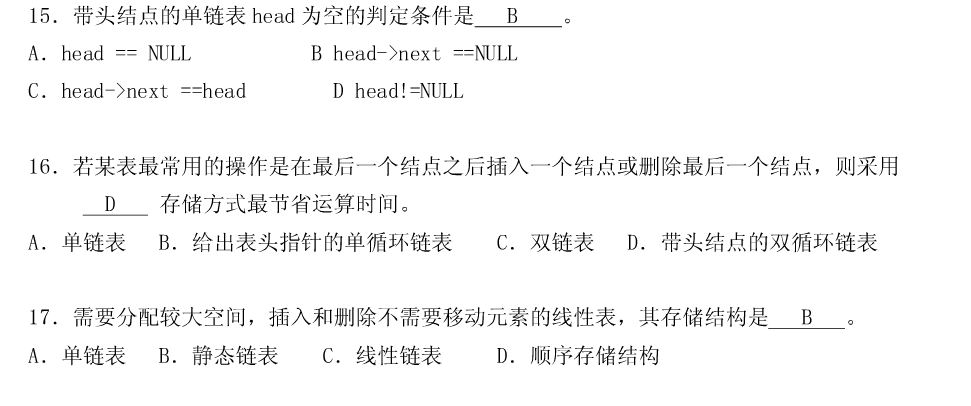 15．带头结点的单链表 head 为空的判定条件是 B 。
A．head == NULL B head->next ==NULL
C．head->next ==head D head!=NULL
16．若某表最常用的操作是在最后一个结点之后插入一个结点或删除最后一个结点，则采用
D 存储方式最节省运算时间。
A．单链表 B．给出表头指针的单循环链表 C．双链表 D．带头结点的双循环链表
17．需要分配较大空间，插入和删除不需要移动元素的线性表，其存储结构是 B 。
A．单链表 B．静态链表 C．线性链表 D．顺序存储结构